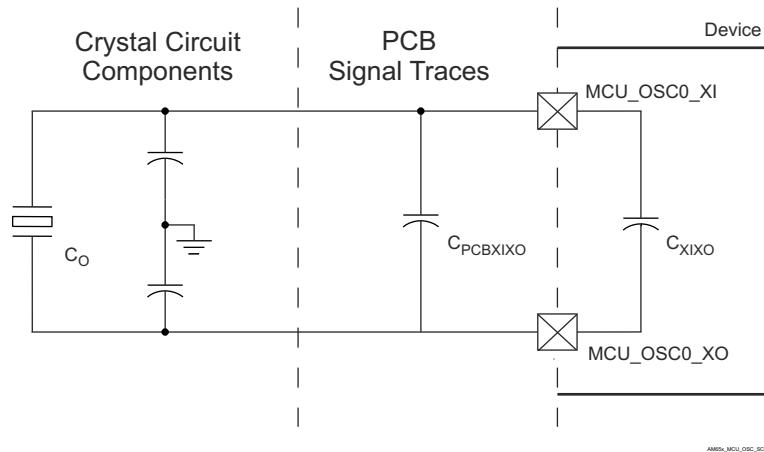 Device
Crystal Circuit
Components
PCB
Signal Traces
MCU_OSC0_XI
CO
CPCBXIXO
CXIXO
MCU_OSC0_XO
AM65x_MCU_OSC_SC